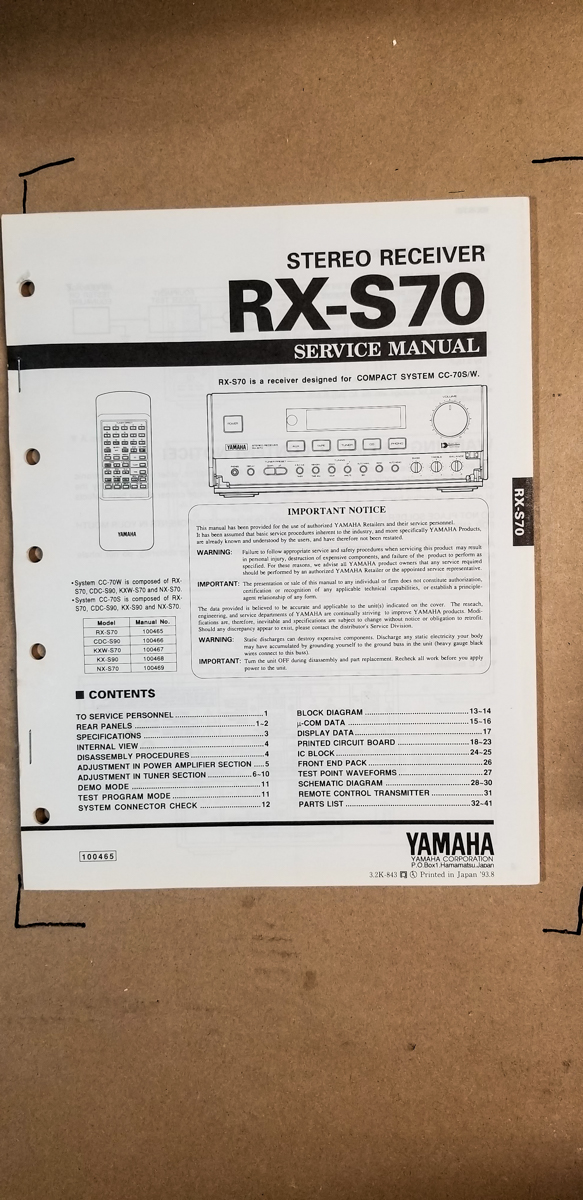 STEREO RECEIVER
RX-S70
SERVICE MANUAL
RX-S70 is a receiver designed for COMPACT SYSTEM CC-70S/W.
YAMAHA
YAMAHA
RX-S70
IMPORTANT NOTICE
This manual has been provided for the use of authorized YAMAHA Retailers and their service personnel.
It has been assumed that basic service procedures inherent to the industry, and more specifically YAMAHA Products,
are already known and understood by the users, and have therefore not been restated.
WARNING: Failure to follow appropriate service and safety procedures when servicing this product may result
in personal injury, destruction of expensive components, and failure of the product to perform as
specified. For these reasons, we advise all YAMAHA product owners that any service required
should be performed by an authorized YAMAHA Retailer or the appointed service representative.
IMPORTANT: The presentation or sale of this manual to any individual or firm does not constitute authorization,
certification or recognition of any applicable technical capabilities, or establish a principle-
agent relationship of any form.
The data provided is believed to be accurate and applicable to the unit(s) indicated on the cover. The reseach,
engineering, and service departments of YAMAHA are continually striving to improve YAMAHA products. Modi-
fications are, therefore, inevitable and specifications are subject to change without notice or obligation to retrofit.
Should any discrepancy appear to exist, please contact the distributor's Service Division.
WARNING: Static discharges can destroy expensive components. Discharge any static electricity your body
may have accumulated by grounding yourself to the ground buss in the unit (heavy gauge black
wires connect to this buss).
IMPORTANT: Turn the unit OFF during disassembly and part replacement. Recheck all work before you apply
power to the unit.
•System CC-70W is composed of RX-
S70, CDC-S90, KXW-S70 and NX-S70.
•System CC-70S is composed of RX-
S70, CDC-S90, KX-S90 and NX-S70.
Model Manual No.
RX-S70 100465
CDC-S90 100466
KXW-S70 100467
KX-S90 100468
NX-S70 100469
■ CONTENTS
TO SERVICE PERSONNEL ... 1
REAR PANELS ... 1~2
SPECIFICATIONS ... 3
INTERNAL VIEW ... 4
DISASSEMBLY PROCEDURES ... 4
ADJUSTMENT IN POWER AMPLIFIER SECTION ... 5
ADJUSTMENT IN TUNER SECTION ... 6~10
DEMO MODE ... 11
TEST PROGRAM MODE ... 11
SYSTEM CONNECTOR CHECK ... 12
BLOCK DIAGRAM ... 13~14
μ-COM DATA ... 15~16
DISPLAY DATA ... 17
PRINTED CIRCUIT BOARD ... 18~23
IC BLOCK ... 24~25
FRONT END PACK ... 26
TEST POINT WAVEFORMS ... 27
SCHEMATIC DIAGRAM ... 28~30
REMOTE CONTROL TRANSMITTER ... 31
PARTS LIST ... 32~41
100465
YAMAHA
YAMAHA CORPORATION
P.O.Box1,Hamamatsu,Japan
3.2K-843 Printed in Japan '93.8